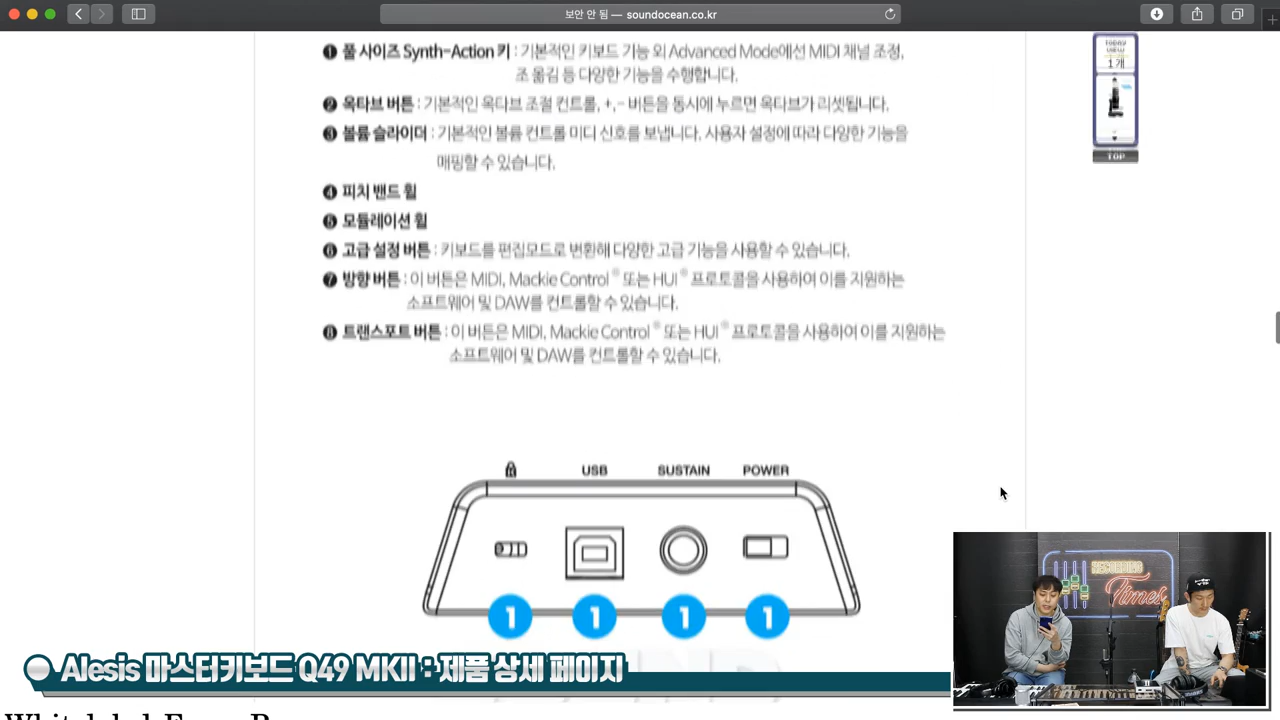 보안 안 됨 — soundocean.co.kr
❶ 풀 사이즈 Synth-Action 키 : 기본적인 키보드 기능 외 Advanced Mode에선 MIDI 채널 조정,
조 옮김 등 다양한 기능을 수행합니다.
❷ 옥타브 버튼 : 기본적인 옥타브 조절 컨트롤, +,- 버튼을 동시에 누르면 옥타브가 리셋됩니다.
❸ 볼륨 슬라이더 : 기본적인 볼륨 컨트롤 미디 신호를 보냅니다. 사용자 설정에 따라 다양한 기능을
매핑할 수 있습니다.
❹ 피치 밴드 휠
❺ 모듈레이션 휠
❻ 고급 설정 버튼 : 키보드를 편집모드로 변환해 다양한 고급 기능을 사용할 수 있습니다.
❼ 방향 버튼 : 이 버튼은 MIDI, Mackie Control® 또는 HUI® 프로토콜을 사용하여 이를 지원하는
소프트웨어 및 DAW를 컨트롤할 수 있습니다.
❽ 트랜스포트 버튼 : 이 버튼은 MIDI, Mackie Control® 또는 HUI® 프로토콜을 사용하여 이를 지원하는
소프트웨어 및 DAW를 컨트롤할 수 있습니다.
TODAY
VIEW
1 개
TOP
USB SUSTAIN POWER
1 1 1 1
RECORDING
Times
Alesis 마스터키보드 Q49 MKII : 제품 상세 페이지